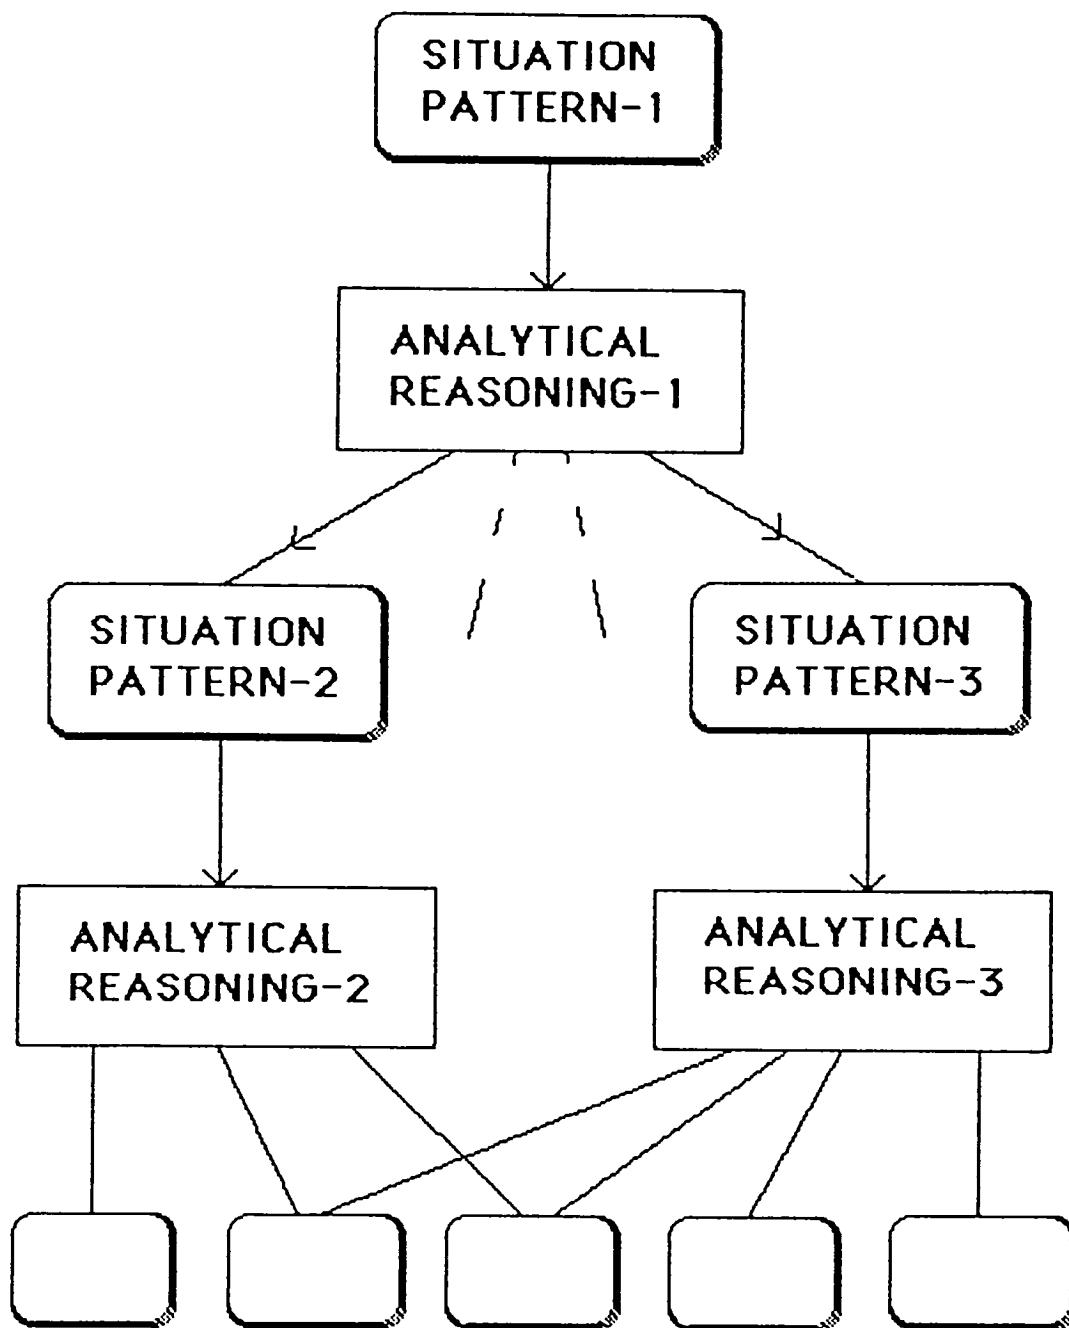 SITUATION
PATTERN-1
ANALYTICAL
REASONING-1
SITUATION
PATTERN-2
SITUATION
PATTERN-3
ANALYTICAL
REASONING-2
ANALYTICAL
REASONING-3